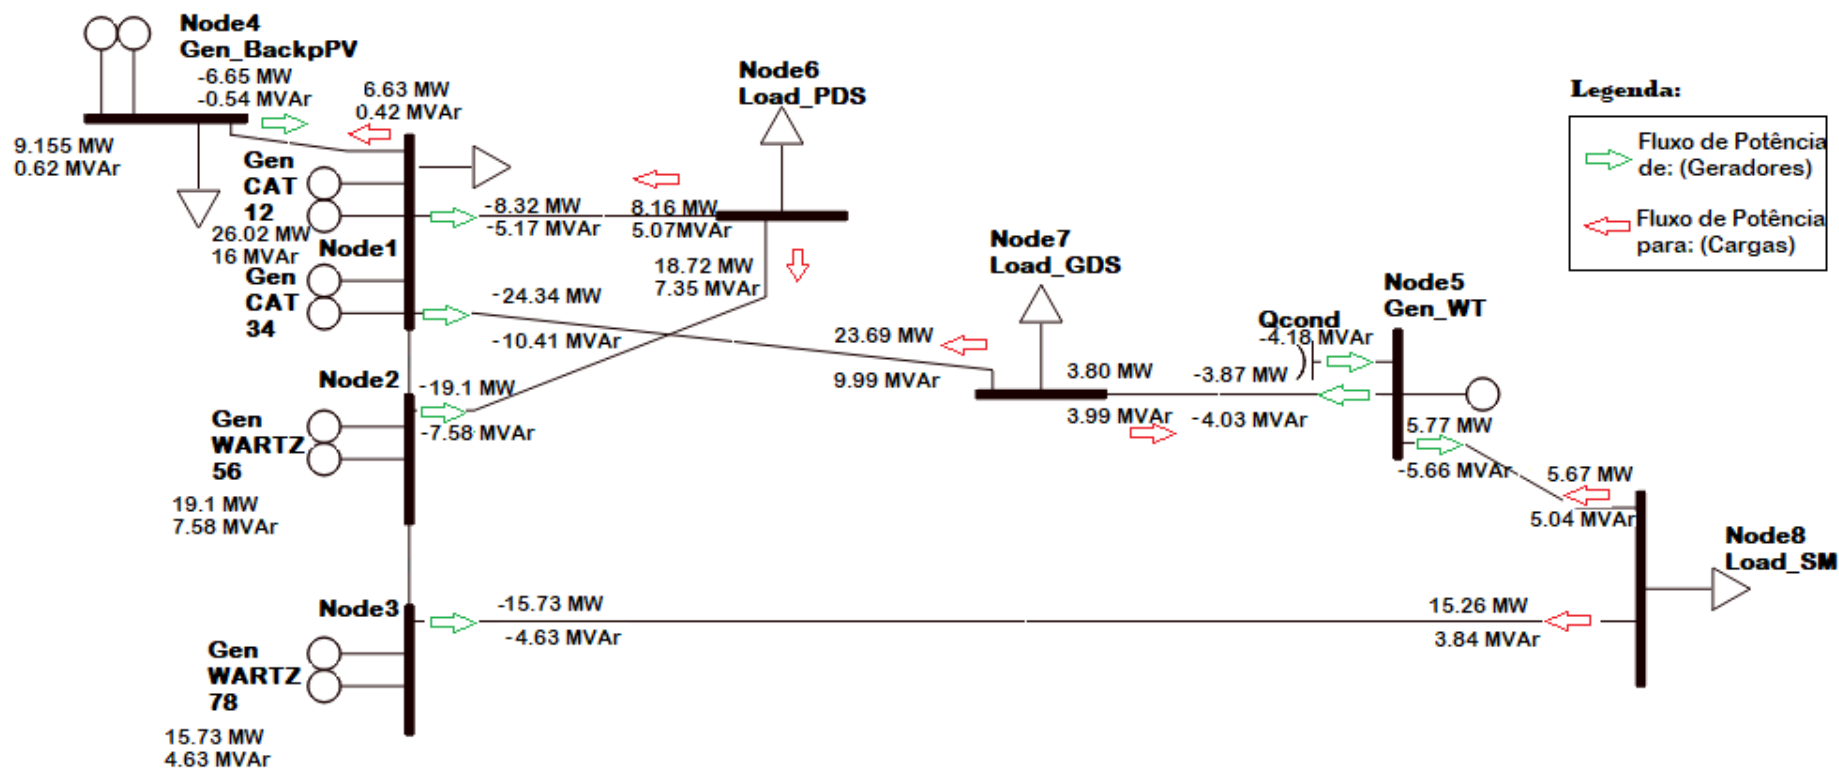 Node4
Gen_BackpPV
-6.65 MW
-0.54 MVAr
9.155 MW
0.62 MVAr
6.63 MW
0.42 MVAr
Gen
CAT
12
26.02 MW
16 MVAr
Node1
Gen
CAT
34
-8.32 MW
-5.17 MVAr
8.16 MW
5.07MVAr
Node6
Load_PDS
18.72 MW
7.35 MVAr
-24.34 MW
-10.41 MVAr
23.69 MW
9.99 MVAr
Node7
Load_GDS
3.80 MW
3.99 MVAr
-3.87 MW
-4.03 MVAr
Qcond
-4.18 MVAr
Node5
Gen_WT
5.77 MW
-5.66 MVAr
5.67 MW
5.04 MVAr
Node8
Load_SM
Node2
-19.1 MW
-7.58 MVAr
Gen
WARTZ
56
19.1 MW
7.58 MVAr
Node3
-15.73 MW
-4.63 MVAr
15.26 MW
3.84 MVAr
Gen
WARTZ
78
15.73 MW
4.63 MVAr
Legenda:
Fluxo de Potência
de: (Geradores)
Fluxo de Potência
para: (Cargas)